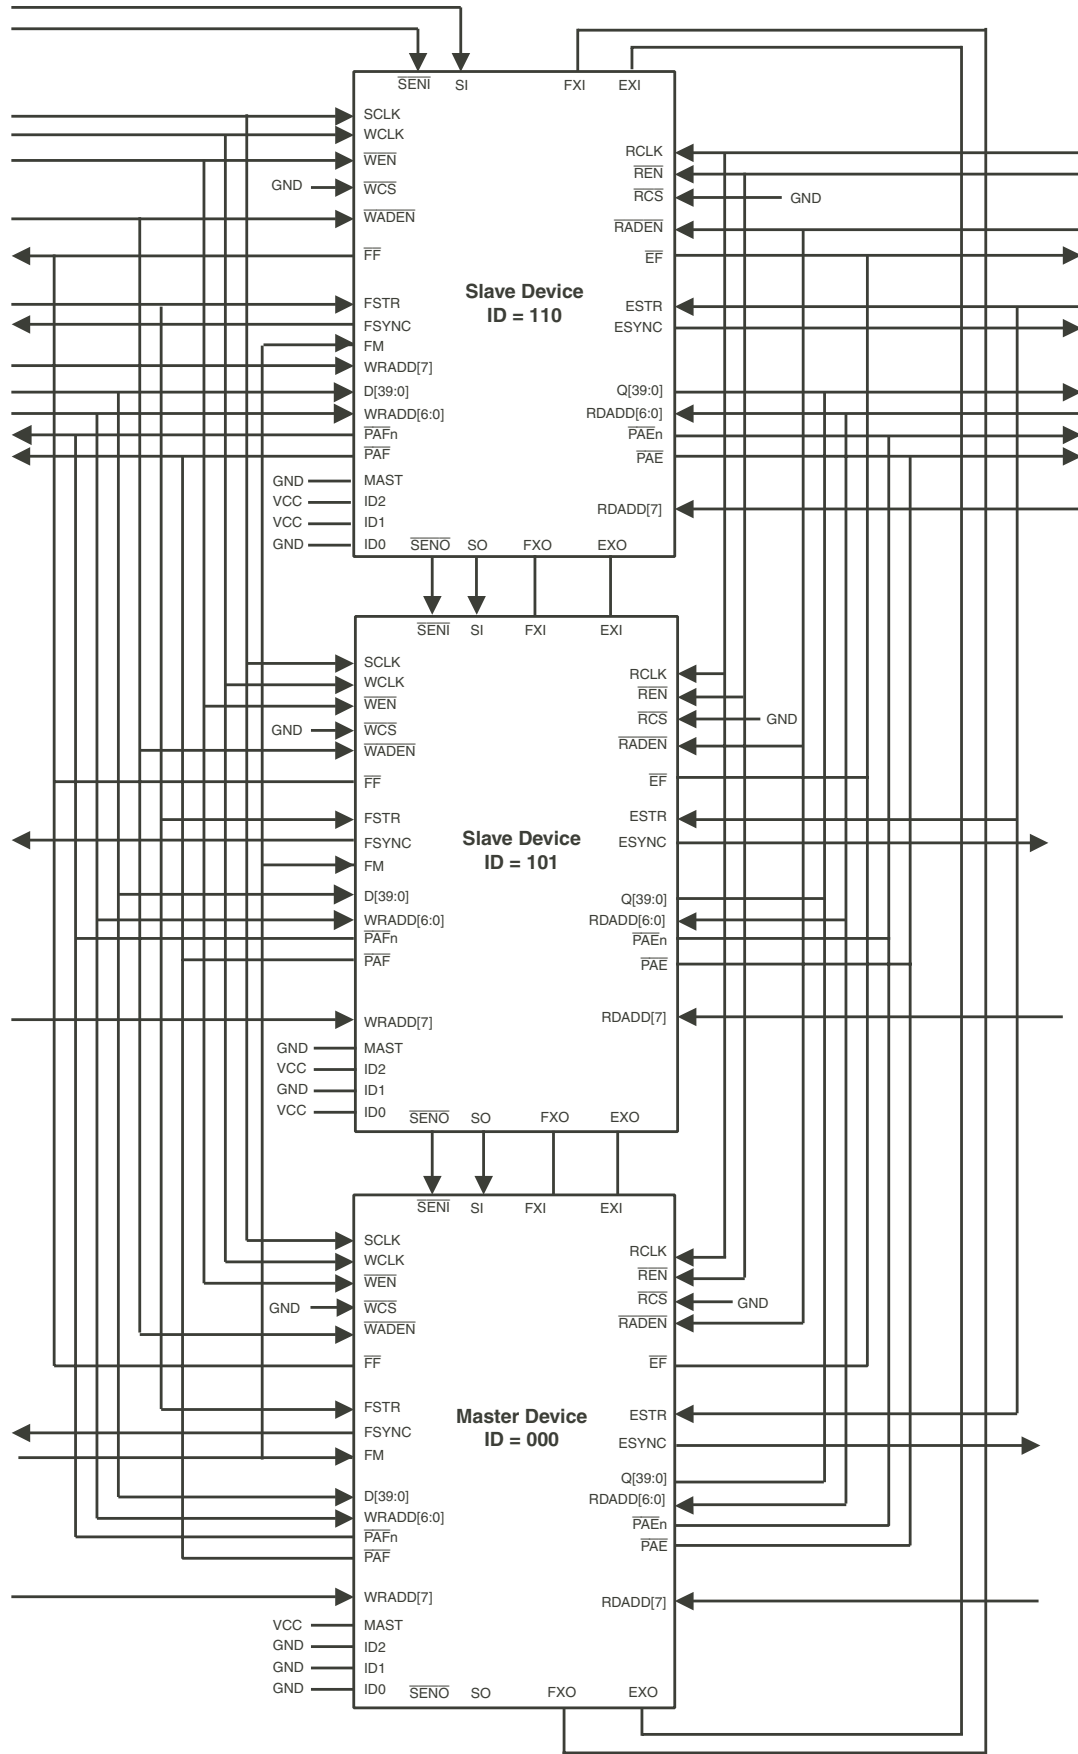 SENI SI FXI EXI
SCLK
WCLK
RCLK
WEN
REN
GND WCS
RCS GND
WADEN
RADEN
FF
EF
Slave Device
ID = 110
FSTR
ESTR
FSYNC
ESYNC
FM
WRADD[7]
D[39:0]
Q[39:0]
WRADD[6:0]
RDADD[6:0]
PAFn
PAEn
PAF
PAE
GND MAST
VCC ID2
RDADD[7]
VCC ID1
GND ID0
SENO SO FXO EXO
SENI SI FXI EXI
SCLK
RCLK
WCLK
REN
WEN
RCS GND
GND WCS
RADEN
WADEN
FF
EF
FSTR
ESTR
Slave Device
ID = 101
FSYNC
ESYNC
FM
D[39:0]
Q[39:0]
WRADD[6:0]
RDADD[6:0]
PAFn
PAEn
PAF
PAE
WRADD[7]
RDADD[7]
GND MAST
VCC ID2
GND ID1
VCC ID0
SENO SO FXO EXO
SENI SI FXI EXI
SCLK
RCLK
WCLK
REN
WEN
RCS GND
GND WCS
RADEN
WADEN
FF
EF
FSTR
ESTR
Master Device
ID = 000
FSYNC
ESYNC
FM
Q[39:0]
D[39:0]
RDADD[6:0]
WRADD[6:0]
PAEn
PAFn
PAE
PAF
WRADD[7]
RDADD[7]
VCC MAST
GND ID2
GND ID1
GND ID0
SENO SO FXO EXO